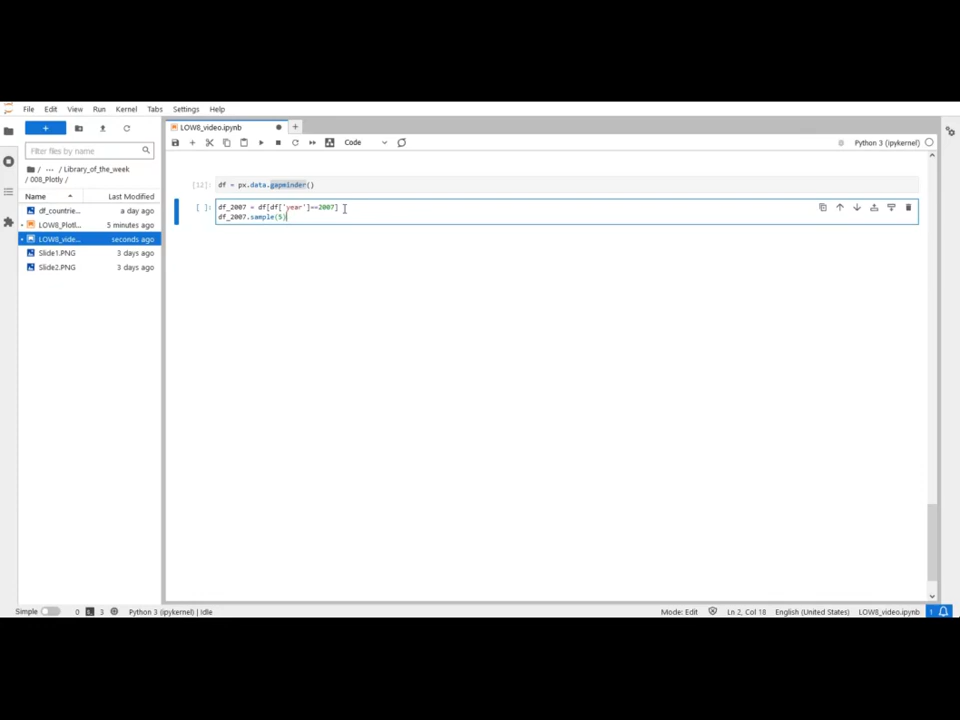 File Edit View Run Kernel Tabs Settings Help
+
Filter files by name
/ ··· / Library_of_the_week
/ 008_Plotly /
Name Last Modified
df_countrie... a day ago
LOW8_Plotl... 5 minutes ago
LOW8_vide... seconds ago
Slide1.PNG 3 days ago
Slide2.PNG 3 days ago
LOW8_video.ipynb
Code
Python 3 (ipykernel)
[12]: df = px.data.gapminder()
[ ]: df_2007 = df[df['year']==2007]
df_2007.sample(5)
Simple 0 3 Python 3 (ipykernel) | Idle
Mode: Edit Ln 2, Col 18 English (United States) LOW8_video.ipynb 1